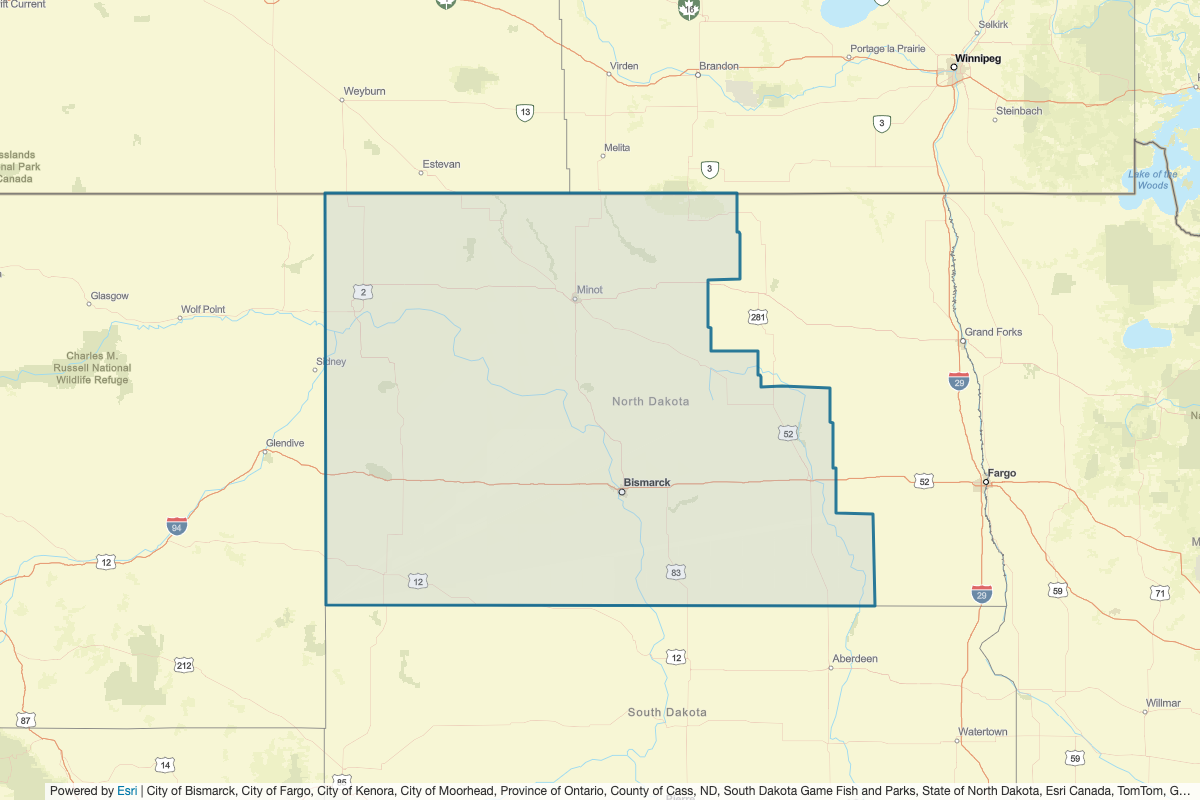 ift Current
16
Selkirk
Portage la Prairie
Winnipeg
Virden
Brandon
Weyburn
13
3
Steinbach
Melita
sslands
nal Park
Canada
Estevan
3
Lake of the
Woods
2
Minot
Glasgow
Wolf Point
281
Grand Forks
Charles M.
Russell National
Wildlife Refuge
Sidney
29
North Dakota
52
Glendive
Bismarck
52
Fargo
94
12
12
83
29
59
71
12
Aberdeen
212
South Dakota
87
Willmar
Watertown
14
59
85
Powered by Esri | City of Bismarck, City of Fargo, City of Kenora, City of Moorhead, Province of Ontario, County of Cass, ND, South Dakota Game Fish and Parks, State of North Dakota, Esri Canada, TomTom, G...